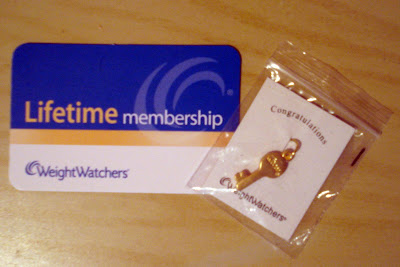 Lifetime membership
WeightWatchers®
Congratulations
WeightWatchers®